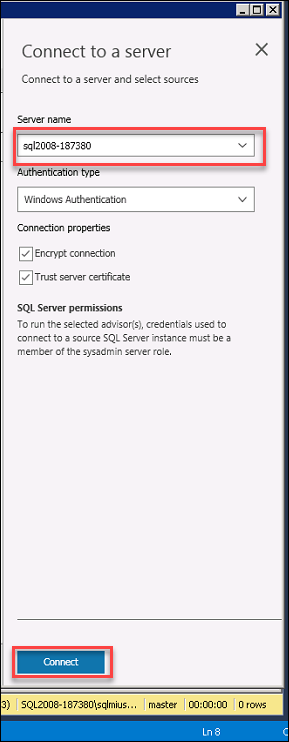 Connect to a server
Connect to a server and select sources
Server name
sql2008-187380
Authentication type
Windows Authentication
Connection properties
Encrypt connection
Trust server certificate
SQL Server permissions
To run the selected advisor(s), credentials used to
connect to a source SQL Server instance must be a
member of the sysadmin server role.
Connect
3) SQL2008-187380\sqlmius... master 00:00:00 0 rows
Ln 8